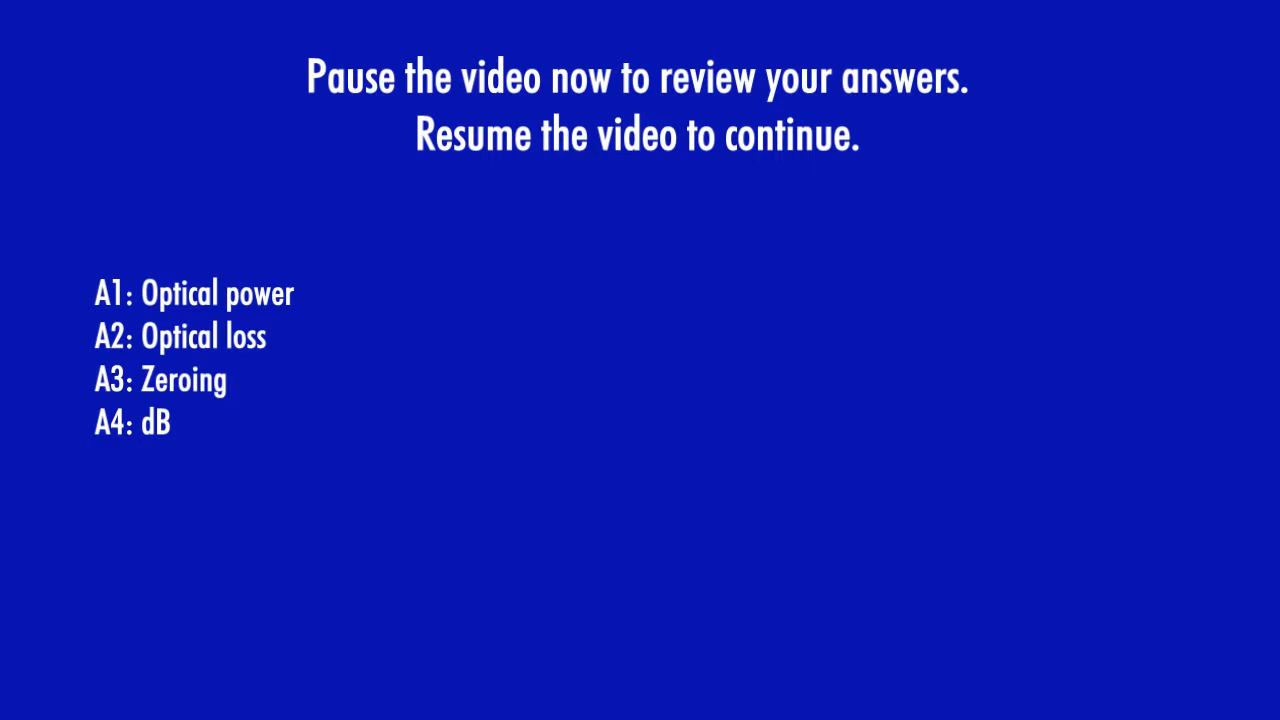 Pause the video now to review your answers.
Resume the video to continue.
A1: Optical power
A2: Optical loss
A3: Zeroing
A4: dB